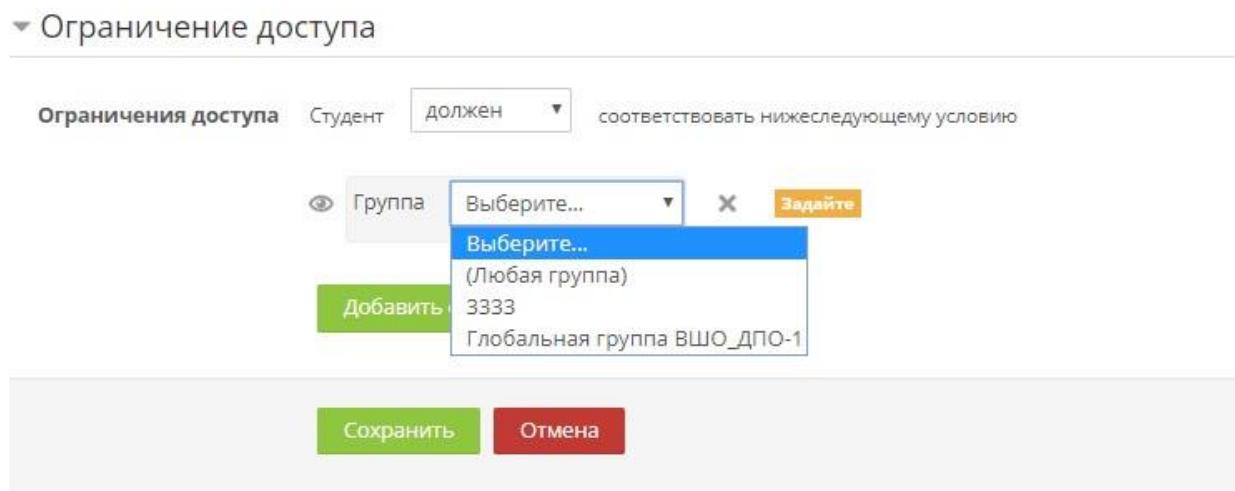 Ограничение доступа
Ограничения доступа Студент должен соответствовать нижеследующему условию
Группа Выберите... Задайте
Выберите...
(Любая группа)
Добавить 3333
Глобальная группа ВШО_ДПО-1
Сохранить Отмена